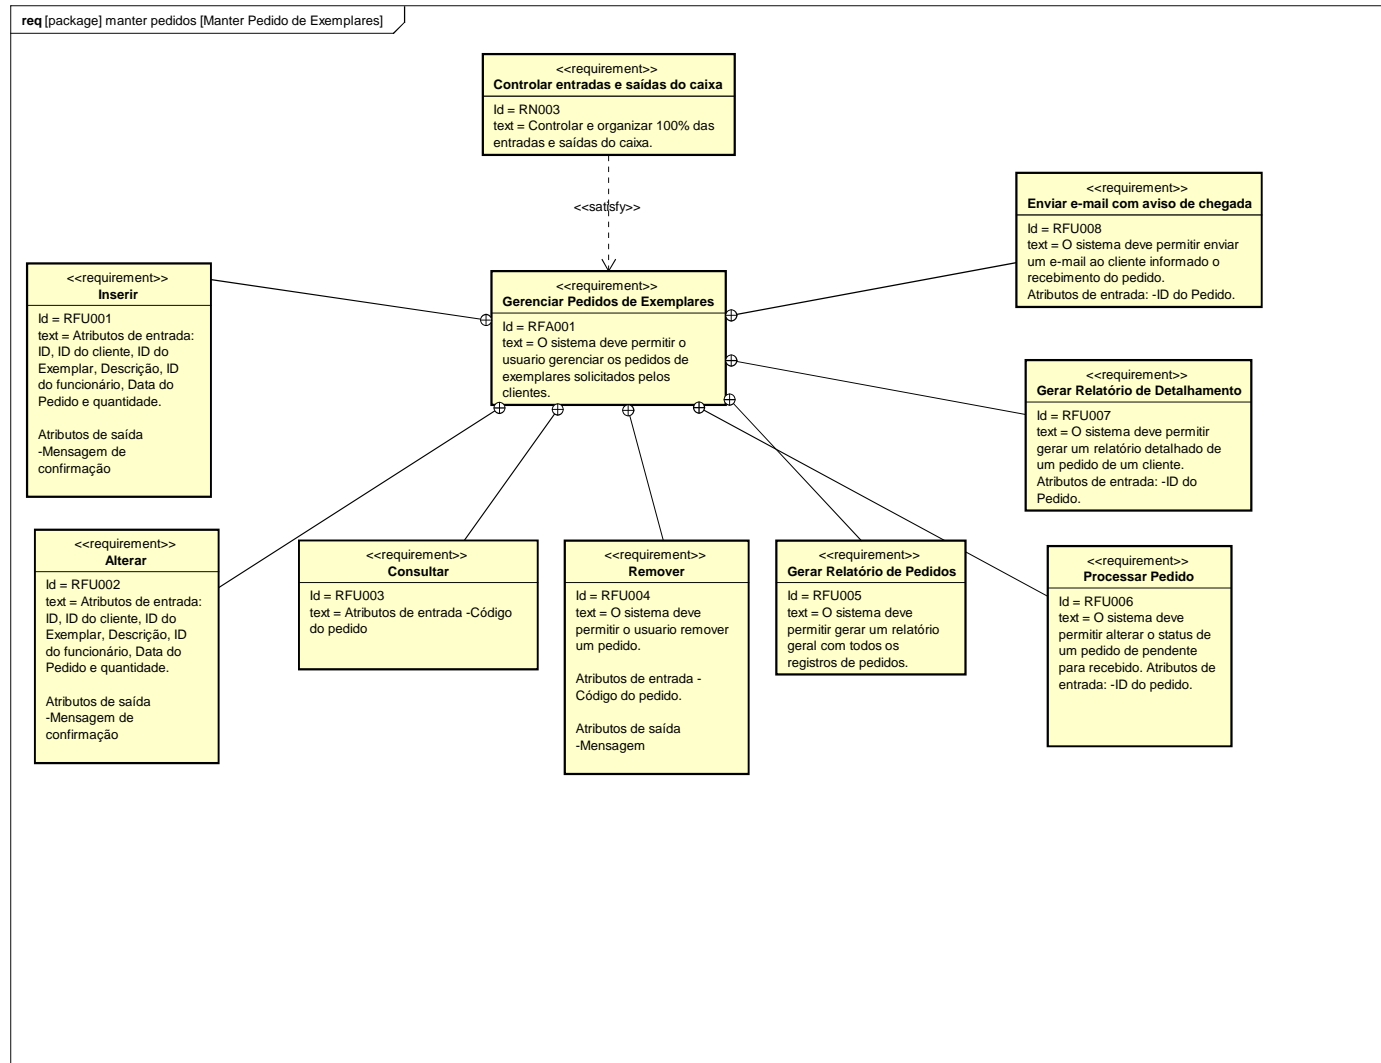 req [package] manter pedidos [Manter Pedido de Exemplares]
<<requirement>>
Controlar entradas e saídas do caixa
Id = RN003
text = Controlar e organizar 100% das
entradas e saídas do caixa.
<<satisfy>>
<<requirement>>
Enviar e-mail com aviso de chegada
Id = RFU008
text = O sistema deve permitir enviar
um e-mail ao cliente informado o
recebimento do pedido.
Atributos de entrada: -ID do Pedido.
<<requirement>>
Inserir
Id = RFU001
text = Atributos de entrada:
ID, ID do cliente, ID do
Exemplar, Descrição, ID
do funcionário, Data do
Pedido e quantidade.
Atributos de saída
-Mensagem de
confirmação
<<requirement>>
Gerenciar Pedidos de Exemplares
Id = RFA001
text = O sistema deve permitir o
usuario gerenciar os pedidos de
exemplares solicitados pelos
clientes.
<<requirement>>
Gerar Relatório de Detalhamento
Id = RFU007
text = O sistema deve permitir
gerar um relatório detalhado de
um pedido de um cliente.
Atributos de entrada: -ID do
Pedido.
<<requirement>>
Alterar
Id = RFU002
text = Atributos de entrada:
ID, ID do cliente, ID do
Exemplar, Descrição, ID
do funcionário, Data do
Pedido e quantidade.
Atributos de saída
-Mensagem de
confirmação
<<requirement>>
Consultar
Id = RFU003
text = Atributos de entrada -Código
do pedido
<<requirement>>
Remover
Id = RFU004
text = O sistema deve
permitir o usuario remover
um pedido.
Atributos de entrada -
Código do pedido.
Atributos de saída
-Mensagem
<<requirement>>
Gerar Relatório de Pedidos
Id = RFU005
text = O sistema deve
permitir gerar um relatório
geral com todos os
registros de pedidos.
<<requirement>>
Processar Pedido
Id = RFU006
text = O sistema deve
permitir alterar o status de
um pedido de pendente
para recebido. Atributos de
entrada: -ID do pedido.